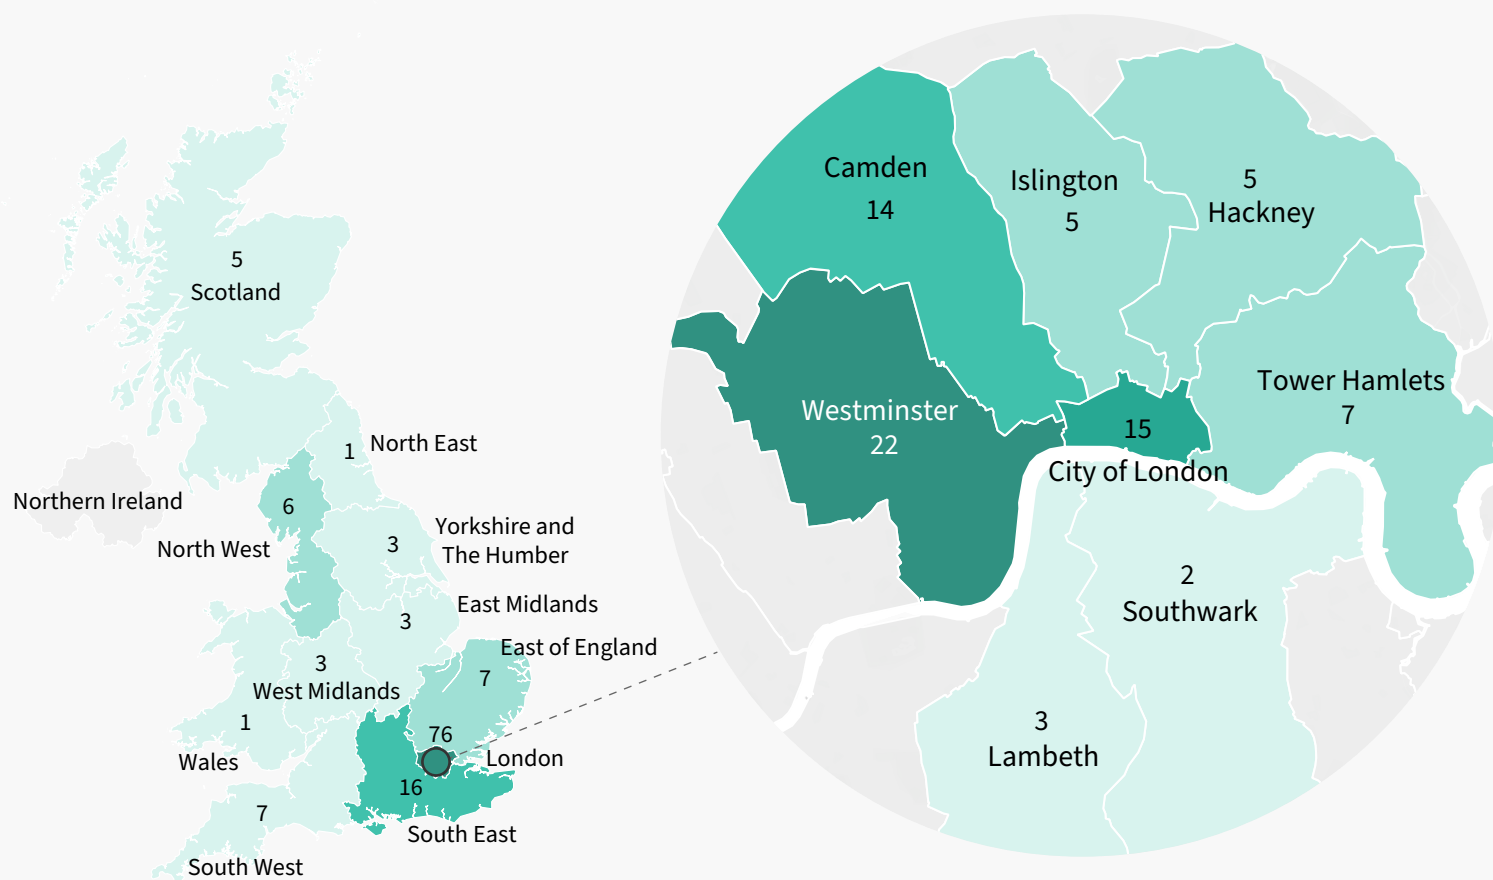 5
Scotland
1
North East
Northern Ireland
6
North West
Yorkshire and
The Humber
3
East Midlands
3
East of England
7
3
West Midlands
1
Wales
76
London
16
South East
7
South West
Camden
14
Islington
5
5
Hackney
Westminster
22
15
City of London
Tower Hamlets
7
2
Southwark
3
Lambeth